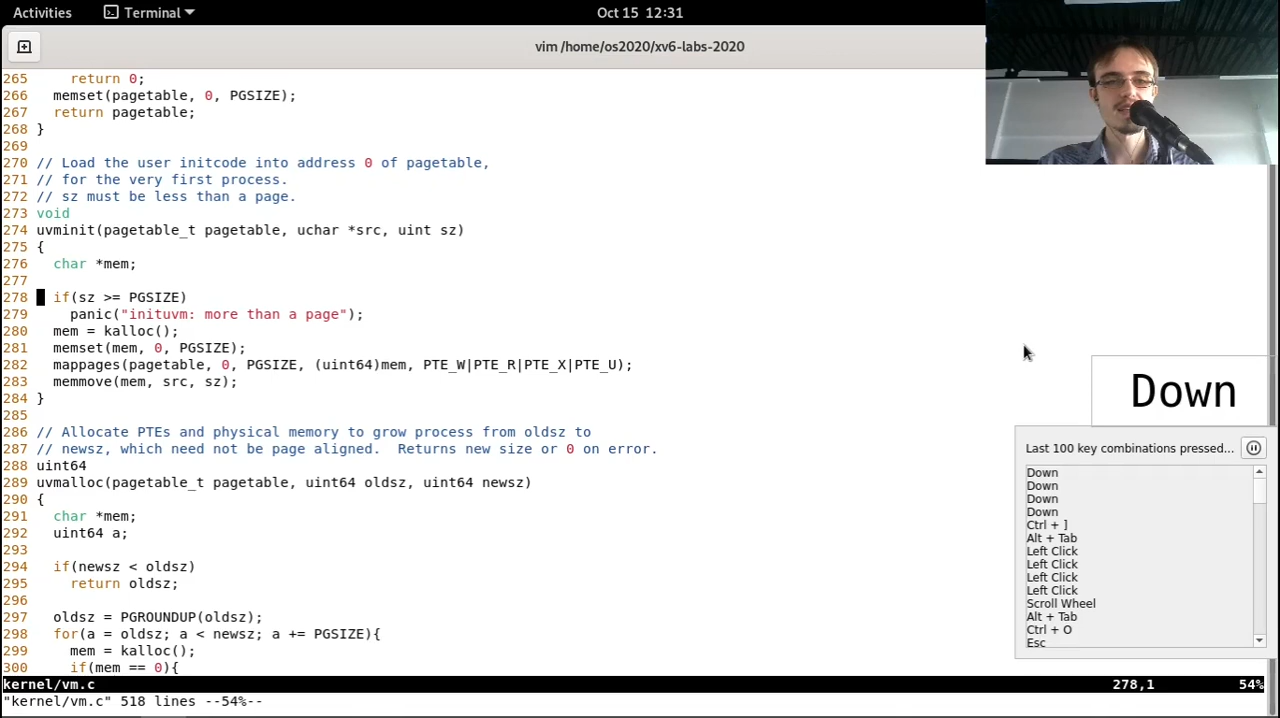 Activities Terminal Oct 15 12:31
vim /home/os2020/xv6-labs-2020
265 return 0;
266 memset(pagetable, 0, PGSIZE);
267 return pagetable;
268 }
269
270 // Load the user initcode into address 0 of pagetable,
271 // for the very first process.
272 // sz must be less than a page.
273 void
274 uvminit(pagetable_t pagetable, uchar *src, uint sz)
275 {
276 char *mem;
277
278 if(sz >= PGSIZE)
279 panic("inituvm: more than a page");
280 mem = kalloc();
281 memset(mem, 0, PGSIZE);
282 mappages(pagetable, 0, PGSIZE, (uint64)mem, PTE_W|PTE_R|PTE_X|PTE_U);
283 memmove(mem, src, sz);
284 }
285
286 // Allocate PTEs and physical memory to grow process from oldsz to
287 // newsz, which need not be page aligned.  Returns new size or 0 on error.
288 uint64
289 uvmalloc(pagetable_t pagetable, uint64 oldsz, uint64 newsz)
290 {
291 char *mem;
292 uint64 a;
293
294 if(newsz < oldsz)
295 return oldsz;
296
297 oldsz = PGROUNDUP(oldsz);
298 for(a = oldsz; a < newsz; a += PGSIZE){
299 mem = kalloc();
300 if(mem == 0){
kernel/vm.c 278,1 54%
"kernel/vm.c" 518 lines --54%--
Down
Last 100 key combinations pressed...
Down
Down
Down
Down
Ctrl + ]
Alt + Tab
Left Click
Left Click
Left Click
Left Click
Scroll Wheel
Alt + Tab
Ctrl + O
Esc